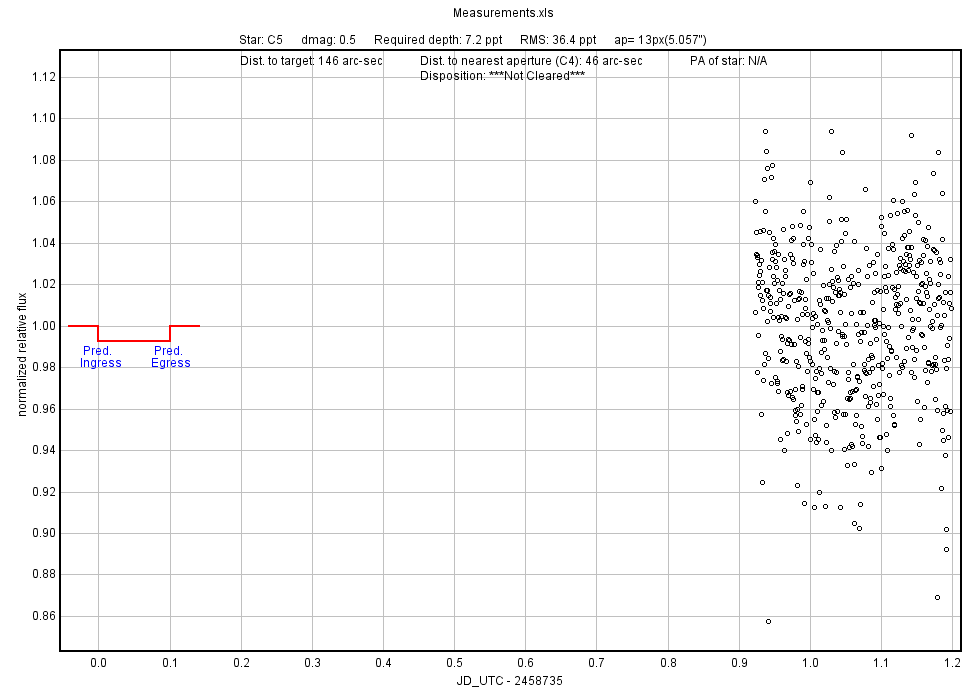 Measurements.xls
Star: C5 dmag: 0.5 Required depth: 7.2 ppt RMS: 36.4 ppt ap= 13px(5.057")
Dist. to target: 146 arc-sec Dist. to nearest aperture (C4): 46 arc-sec PA of star: N/A
Disposition: ***Not Cleared***
1.12
1.10
1.08
1.06
1.04
1.02
1.00
0.98
0.96
0.94
0.92
0.90
0.88
0.86
normalized relative flux
Pred. Ingress
Pred. Egress
0.0 0.1 0.2 0.3 0.4 0.5 0.6 0.7 0.8 0.9 1.0 1.1 1.2
JD_UTC - 2458735